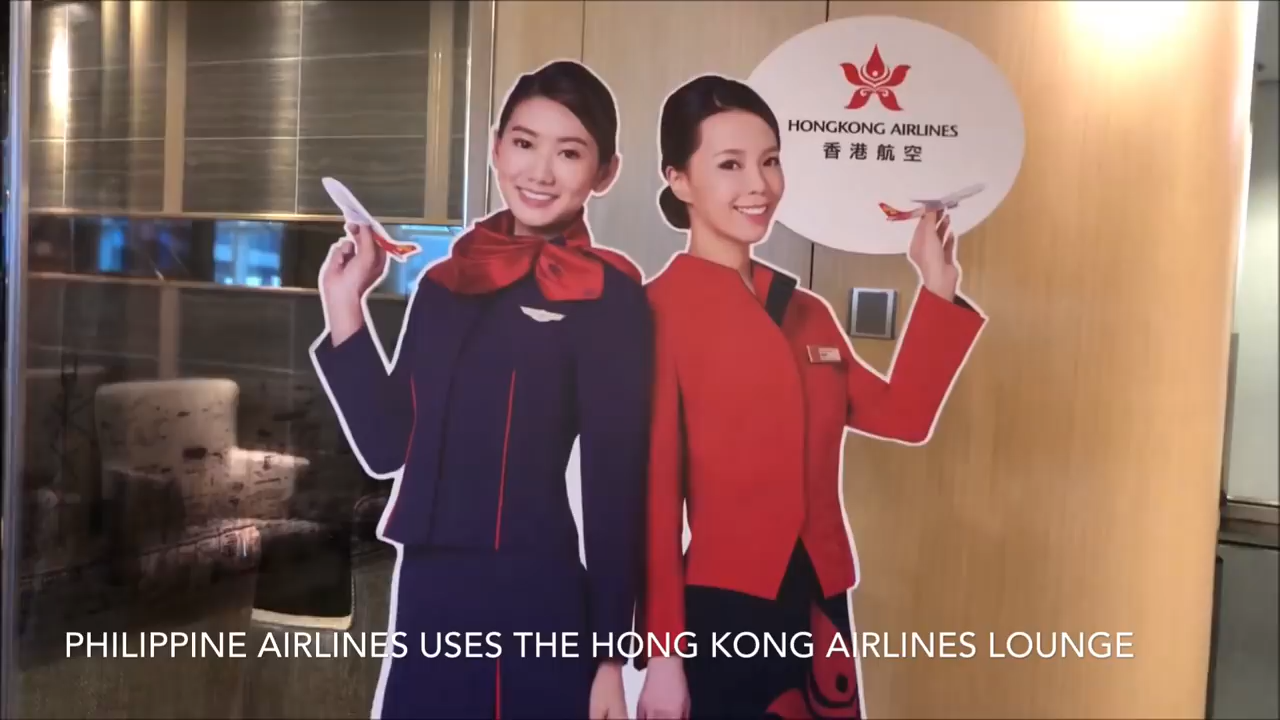 HONGKONG AIRLINES
香港航空
PHILIPPINE AIRLINES USES THE HONG KONG AIRLINES LOUNGE